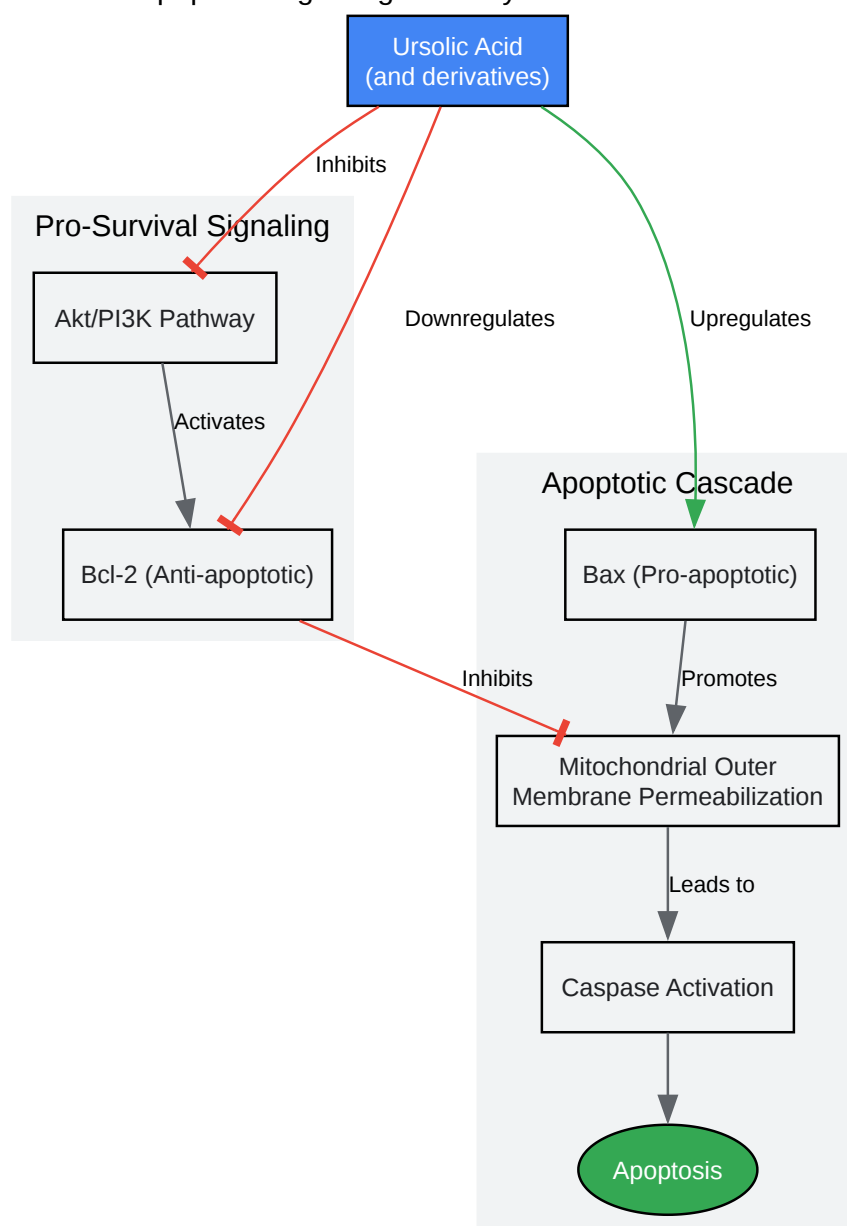 Ursolic Acid
(and derivatives)
Inhibits
Pro-Survival Signaling
Akt/PI3K Pathway
Downregulates
Upregulates
Activates
Apoptotic Cascade
Bcl-2 (Anti-apoptotic)
Bax (Pro-apoptotic)
Inhibits
Promotes
Mitochondrial Outer
Membrane Permeabilization
Leads to
Caspase Activation
Apoptosis